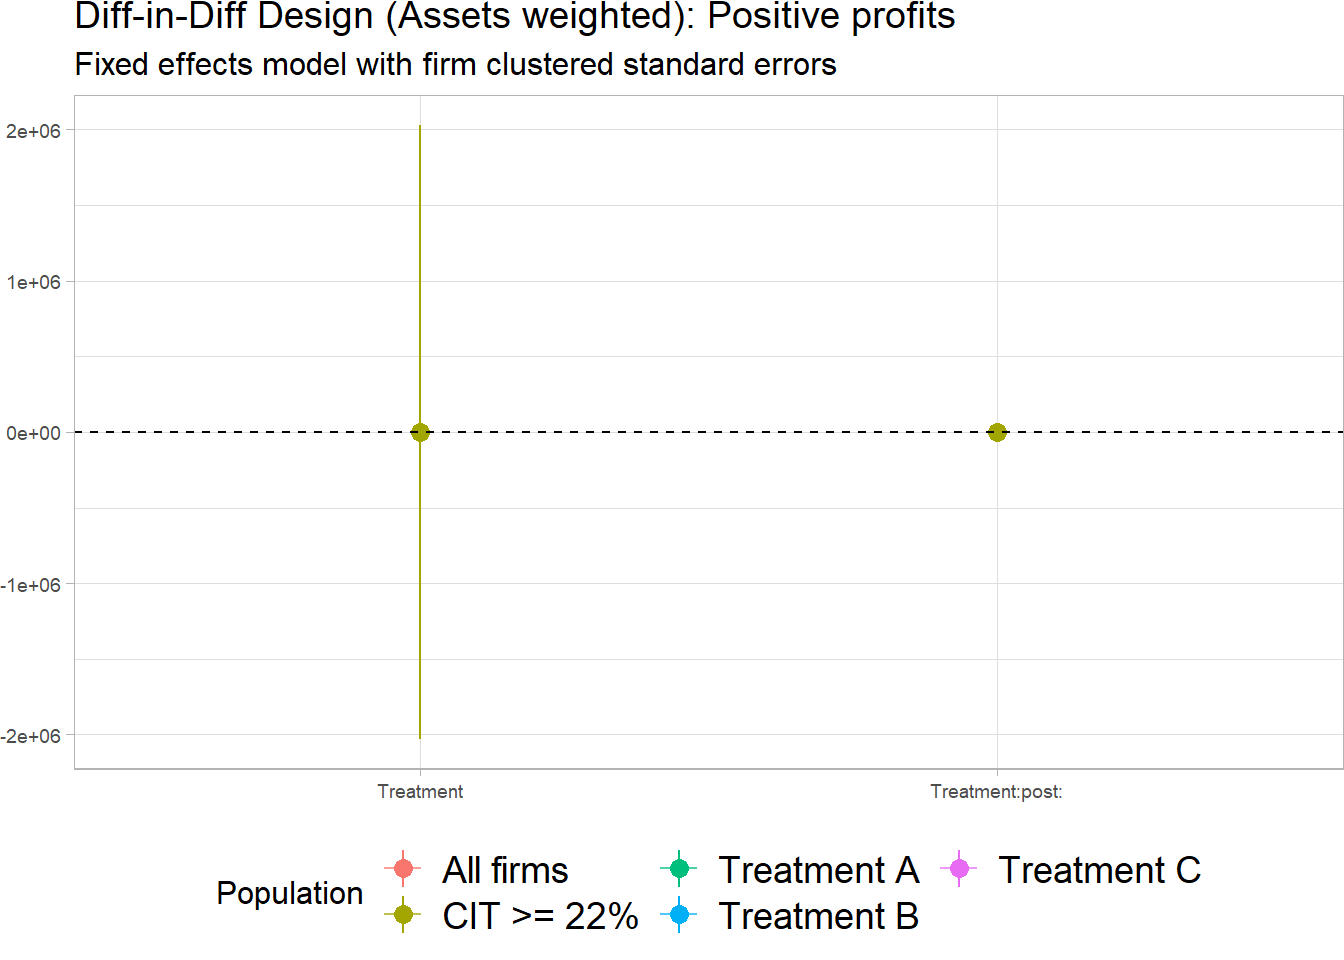 Diff-in-Diff Design (Assets weighted): Positive profits
Fixed effects model with firm clustered standard errors
2e+06
1e+06
0e+00
-1e+06
-2e+06
Treatment
Treatment:post:
Population
All firms
Treatment A
Treatment C
CIT >= 22%
Treatment B